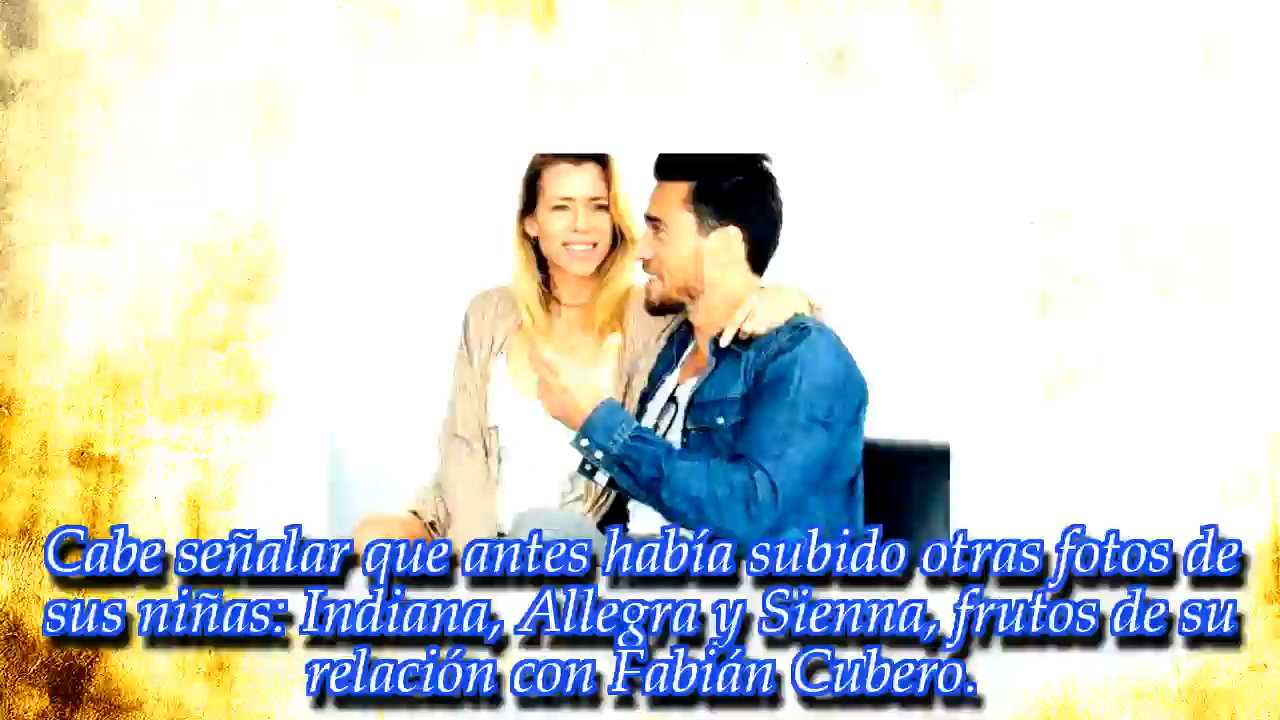 Cabe señalar que antes había subido otras fotos de
sus niñas: Indiana, Allegra y Sienna, frutos de su
relación con Fabián Cubero.